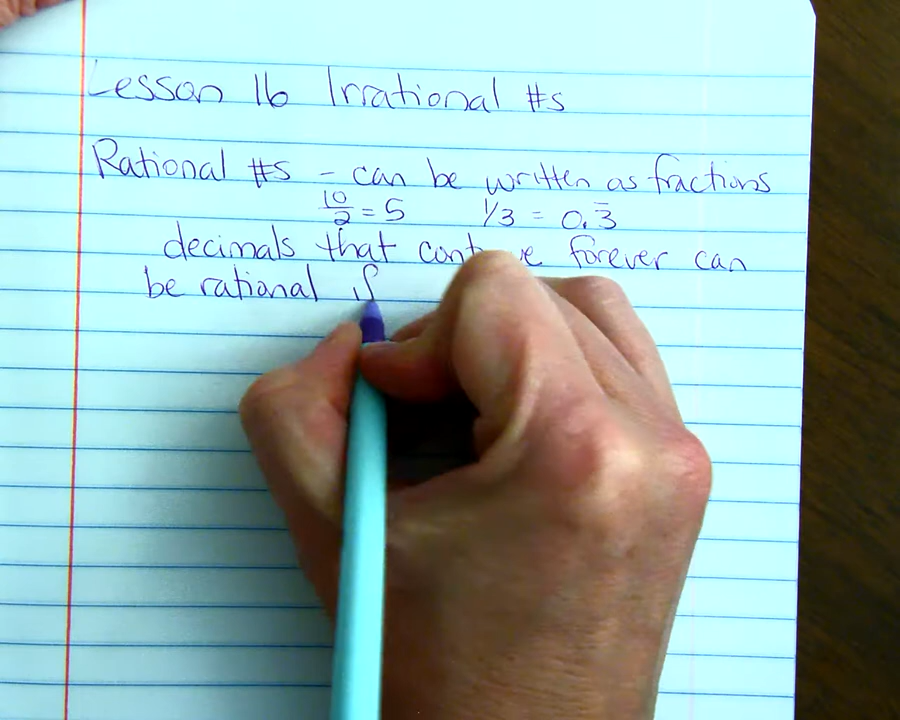 Lesson 16 Irrational #s
Rational #s - can be written as fractions
10/2 = 5 1/3 = 0.3̅
decimals that forever can
be rational if